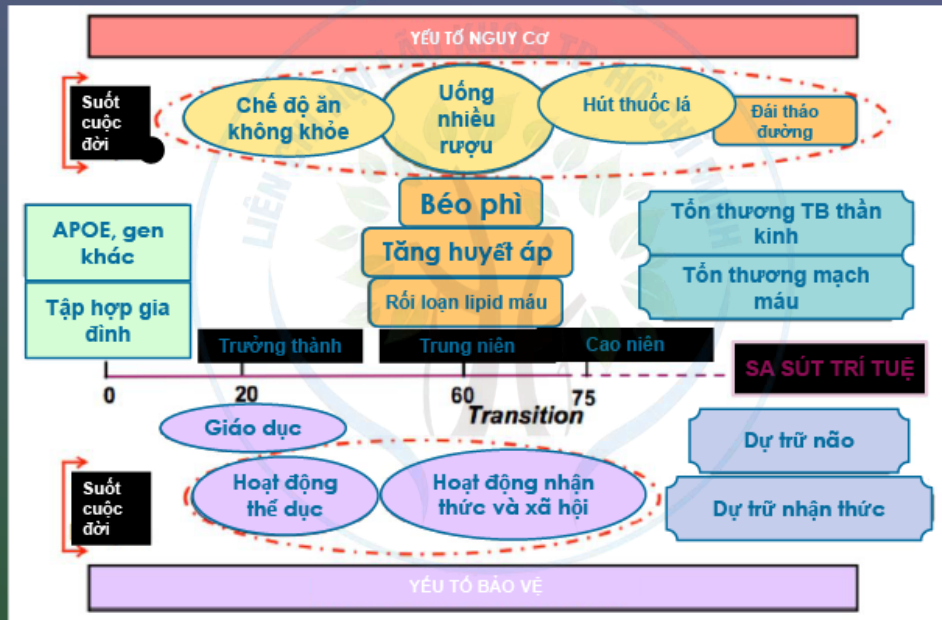 YẾU TỐ NGUY CƠ
Suốt
cuộc
đời
Chế độ ăn
không khỏe
Uống
nhiều
rượu
Hút thuốc lá
Đái tháo
đường
Béo phì
Tăng huyết áp
Rối loạn lipid máu
APOE, gen
khác
Tập hợp gia
đình
Tổn thương TB thần
kinh
Tổn thương mạch
máu
Trưởng thành
Trung niên
Cao niên
SA SÚT TRÍ TUỆ
0
20
60
75
Transition
Giáo dục
Suốt
cuộc
đời
Hoạt động
thể dục
Hoạt động nhận
thức và xã hội
Dự trữ não
Dự trữ nhận thức
YẾU TỐ BẢO VỆ